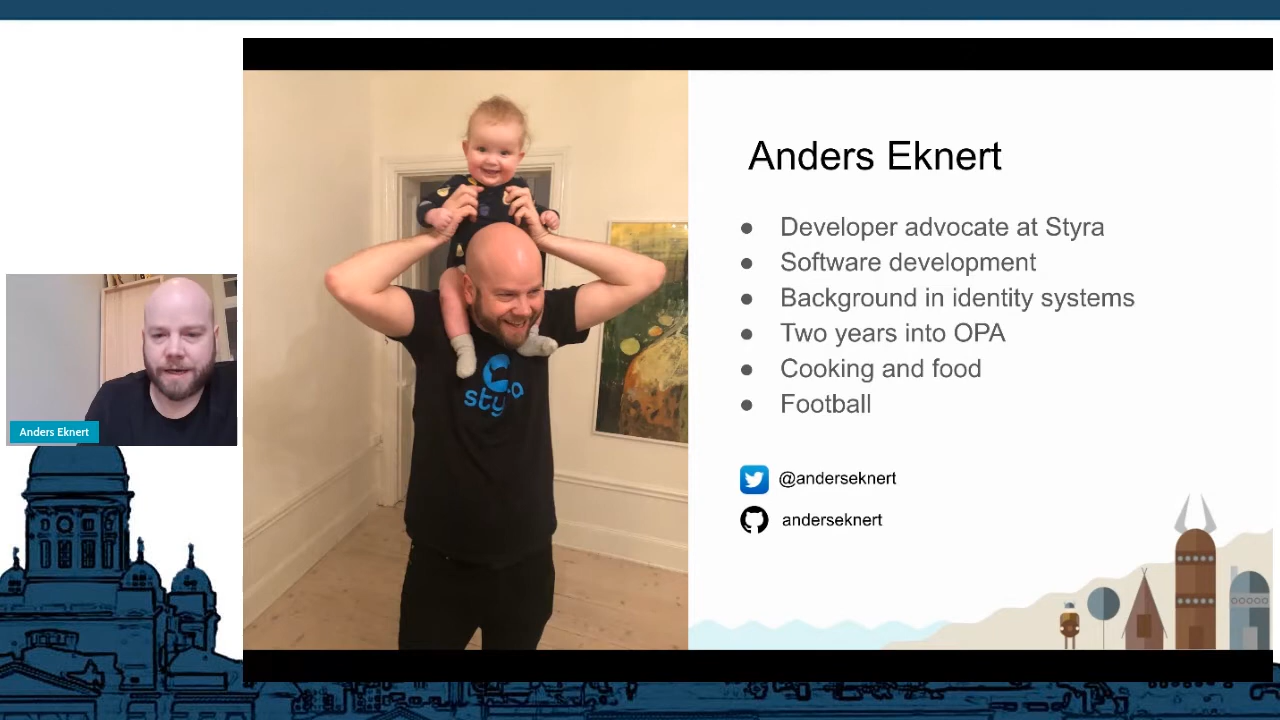 Anders Eknert
Developer advocate at Styra
Software development
Background in identity systems
Two years into OPA
Cooking and food
Football
@anderseknert
anderseknert
Anders Eknert